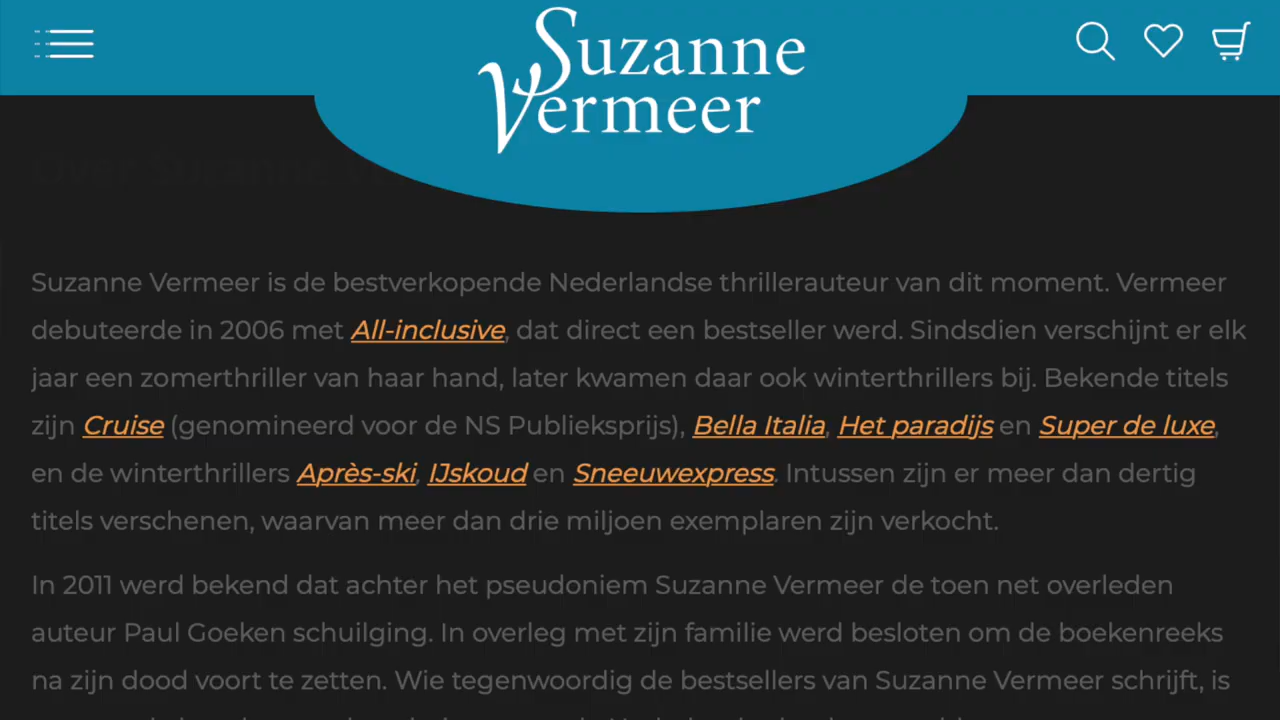 Suzanne
Vermeer
Over Suzanne
Suzanne Vermeer is de bestverkopende Nederlandse thrillerauteur van dit moment. Vermeer
debuteerde in 2006 met All-inclusive, dat direct een bestseller werd. Sindsdien verschijnt er elk
jaar een zomerthriller van haar hand, later kwamen daar ook winterthrillers bij. Bekende titels
zijn Cruise (genomineerd voor de NS Publieksprijs), Bella Italia, Het paradijs en Super de luxe,
en de winterthrillers Après-ski, IJskoud en Sneeuwexpress. Intussen zijn er meer dan dertig
titels verschenen, waarvan meer dan drie miljoen exemplaren zijn verkocht.
In 2011 werd bekend dat achter het pseudoniem Suzanne Vermeer de toen net overleden
auteur Paul Goeken schuilging. In overleg met zijn familie werd besloten om de boekenreeks
na zijn dood voort te zetten. Wie tegenwoordig de bestsellers van Suzanne Vermeer schrijft, is